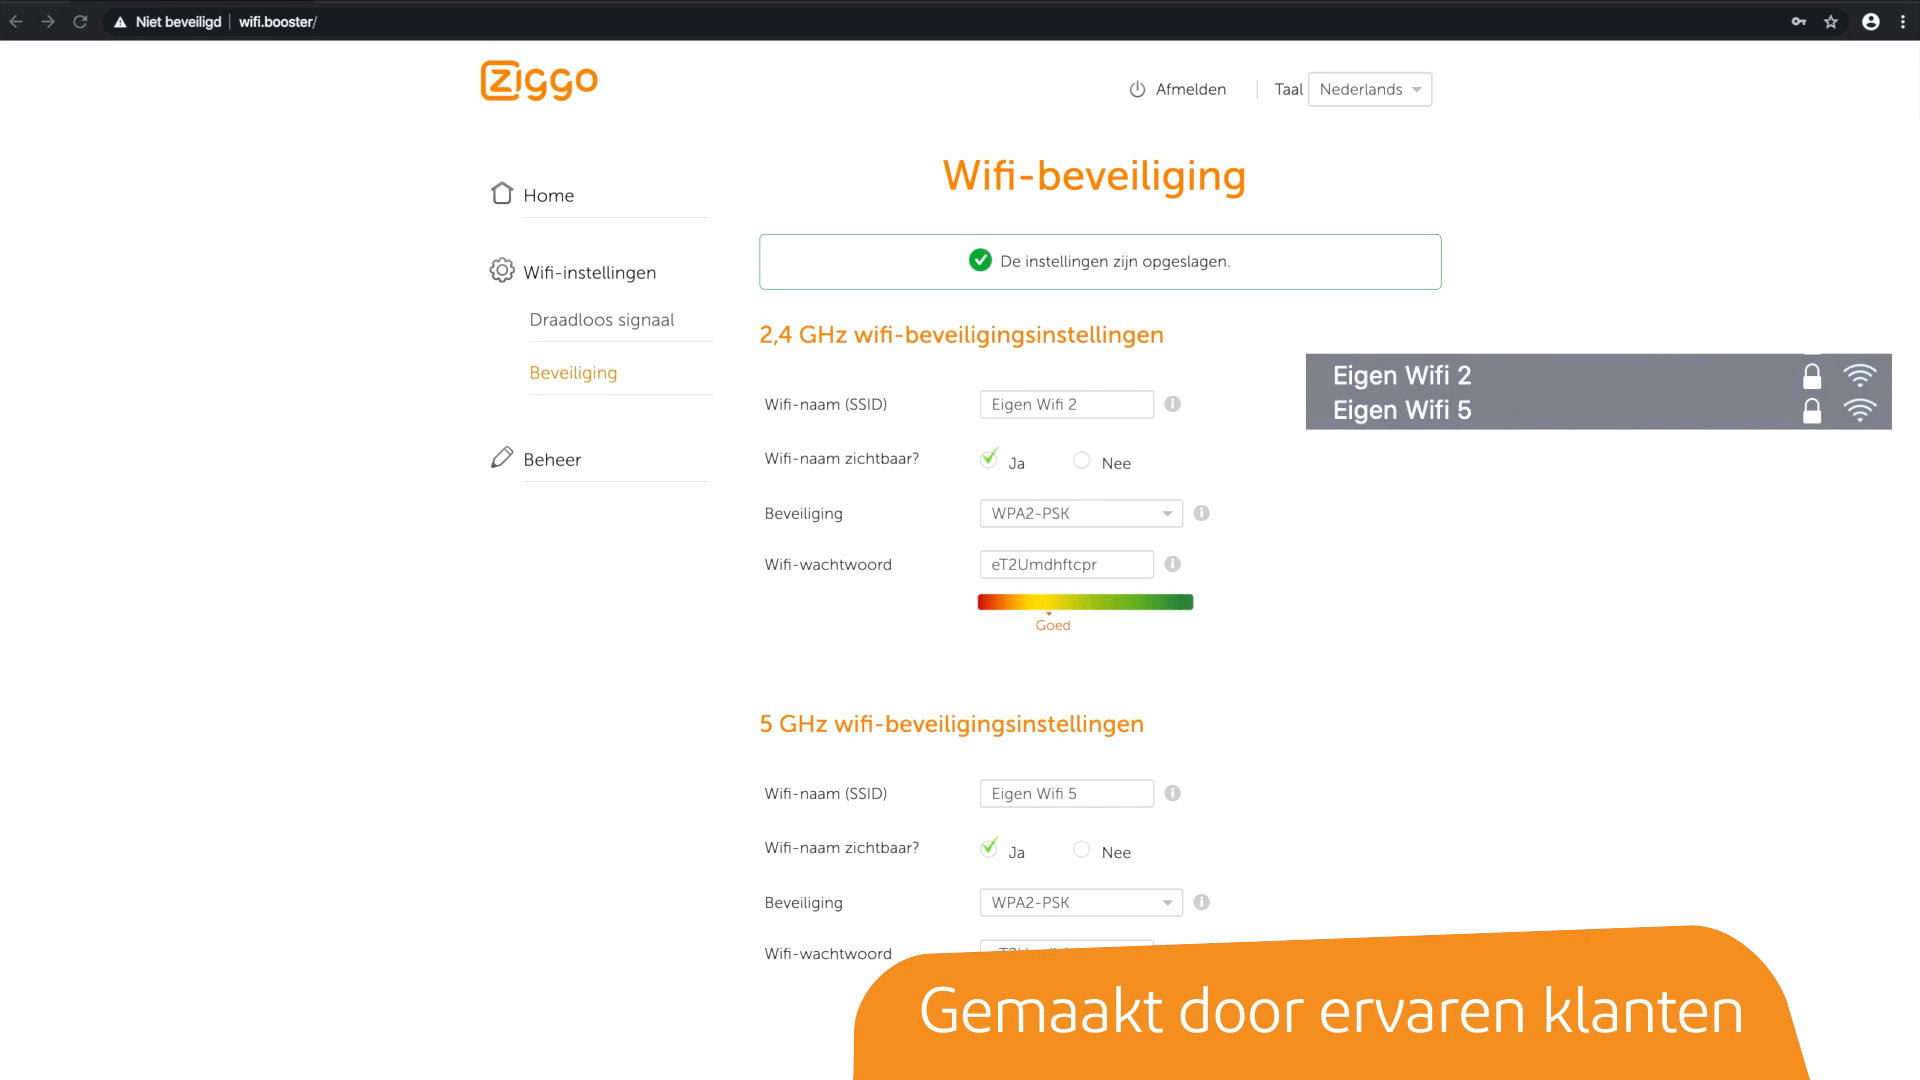 Niet beveiligd | wifi.booster/
Ziggo
Afmelden
Taal
Nederlands
Home
Wifi-instellingen
Draadloos signaal
Beveiliging
Beheer
Wifi-beveiliging
De instellingen zijn opgeslagen.
2,4 GHz wifi-beveiligingsinstellingen
Wifi-naam (SSID)
Eigen Wifi 2
Wifi-naam zichtbaar?
Ja
Nee
Beveiliging
WPA2-PSK
Wifi-wachtwoord
eT2Umdhftcpr
Goed
Eigen Wifi 2
Eigen Wifi 5
5 GHz wifi-beveiligingsinstellingen
Wifi-naam (SSID)
Eigen Wifi 5
Wifi-naam zichtbaar?
Ja
Nee
Beveiliging
WPA2-PSK
Wifi-wachtwoord
Gemaakt door ervaren klanten